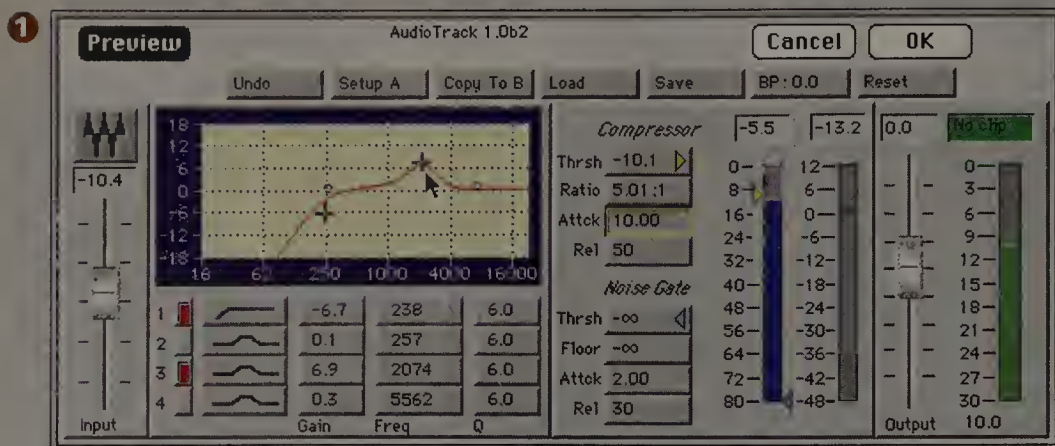 1
Preview
AudioTrack 1.0b2
Cancel
OK
Undo
Setup A
Copy To B
Load
Save
BP: 0.0
Reset
-10.4
Input
18
12
6
0
-6
-12
-18
16
62
250
1000
4000
16000
1 -6.7 238 6.0
2 0.1 257 6.0
3 6.9 2074 6.0
4 0.3 5562 6.0
Gain Freq Q
Compressor
Thrsh -10.1
Ratio 5.01:1
Attck 10.00
Rel 50
Noise Gate
Thrsh -∞
Floor -∞
Attck 2.00
Rel 30
-5.5
0
8
16
24
32
40
48
56
64
72
80
-13.2
12
6
0
-6
-12
-18
-24
-30
-36
-42
-48
0.0
No clip
0
3
6
9
12
15
18
21
24
27
30
Output
10.0